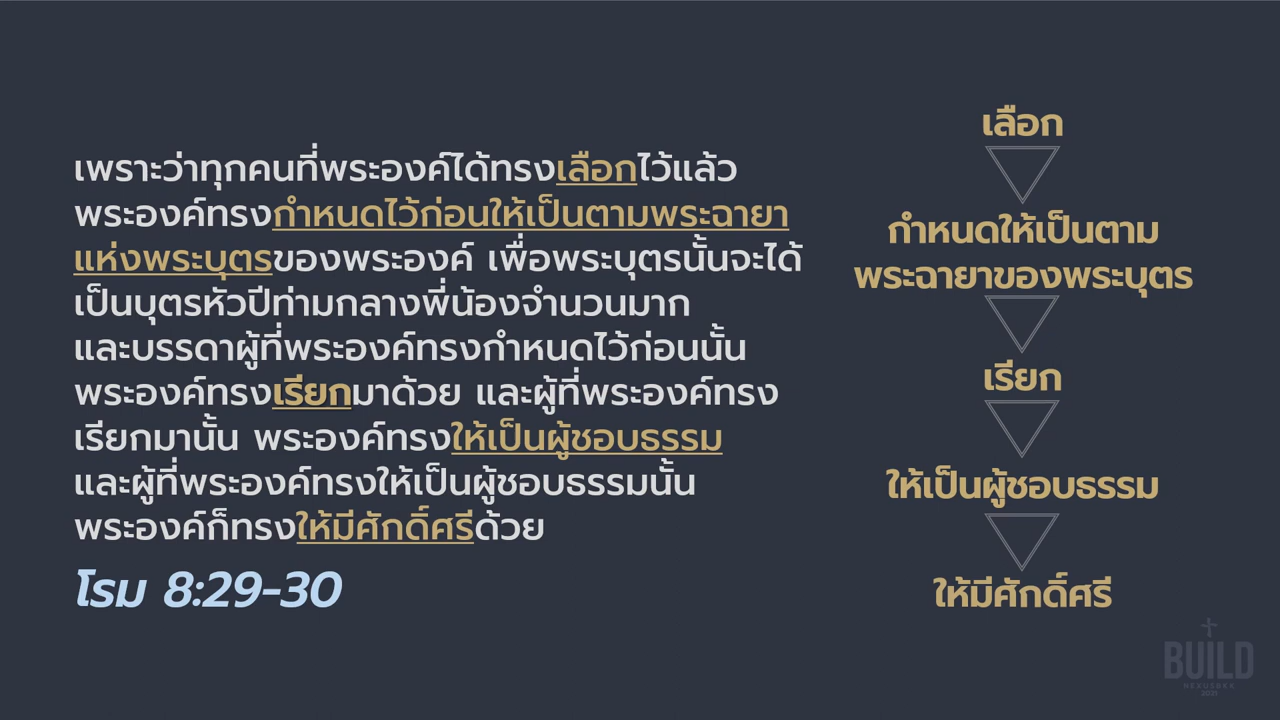 เพราะว่าทุกคนที่พระองค์ได้ทรงเลือกไว้แล้ว
พระองค์ทรงกำหนดไว้ก่อนให้เป็นตามพระฉายา
แห่งพระบุตรของพระองค์ เพื่อพระบุตรนั้นจะได้
เป็นบุตรหัวปีท่ามกลางพี่น้องจำนวนมาก
และบรรดาผู้ที่พระองค์ทรงกำหนดไว้ก่อนนั้น
พระองค์ทรงเรียกมาด้วย และผู้ที่พระองค์ทรง
เรียกมานั้น พระองค์ทรงให้เป็นผู้ชอบธรรม
และผู้ที่พระองค์ทรงให้เป็นผู้ชอบธรรมนั้น
พระองค์ก็ทรงให้มีศักดิ์ศรีด้วย
โรม 8:29-30
เลือก
กำหนดให้เป็นตาม
พระฉายาของพระบุตร
เรียก
ให้เป็นผู้ชอบธรรม
ให้มีศักดิ์ศรี
BUILD
NEXUSBKK
2021